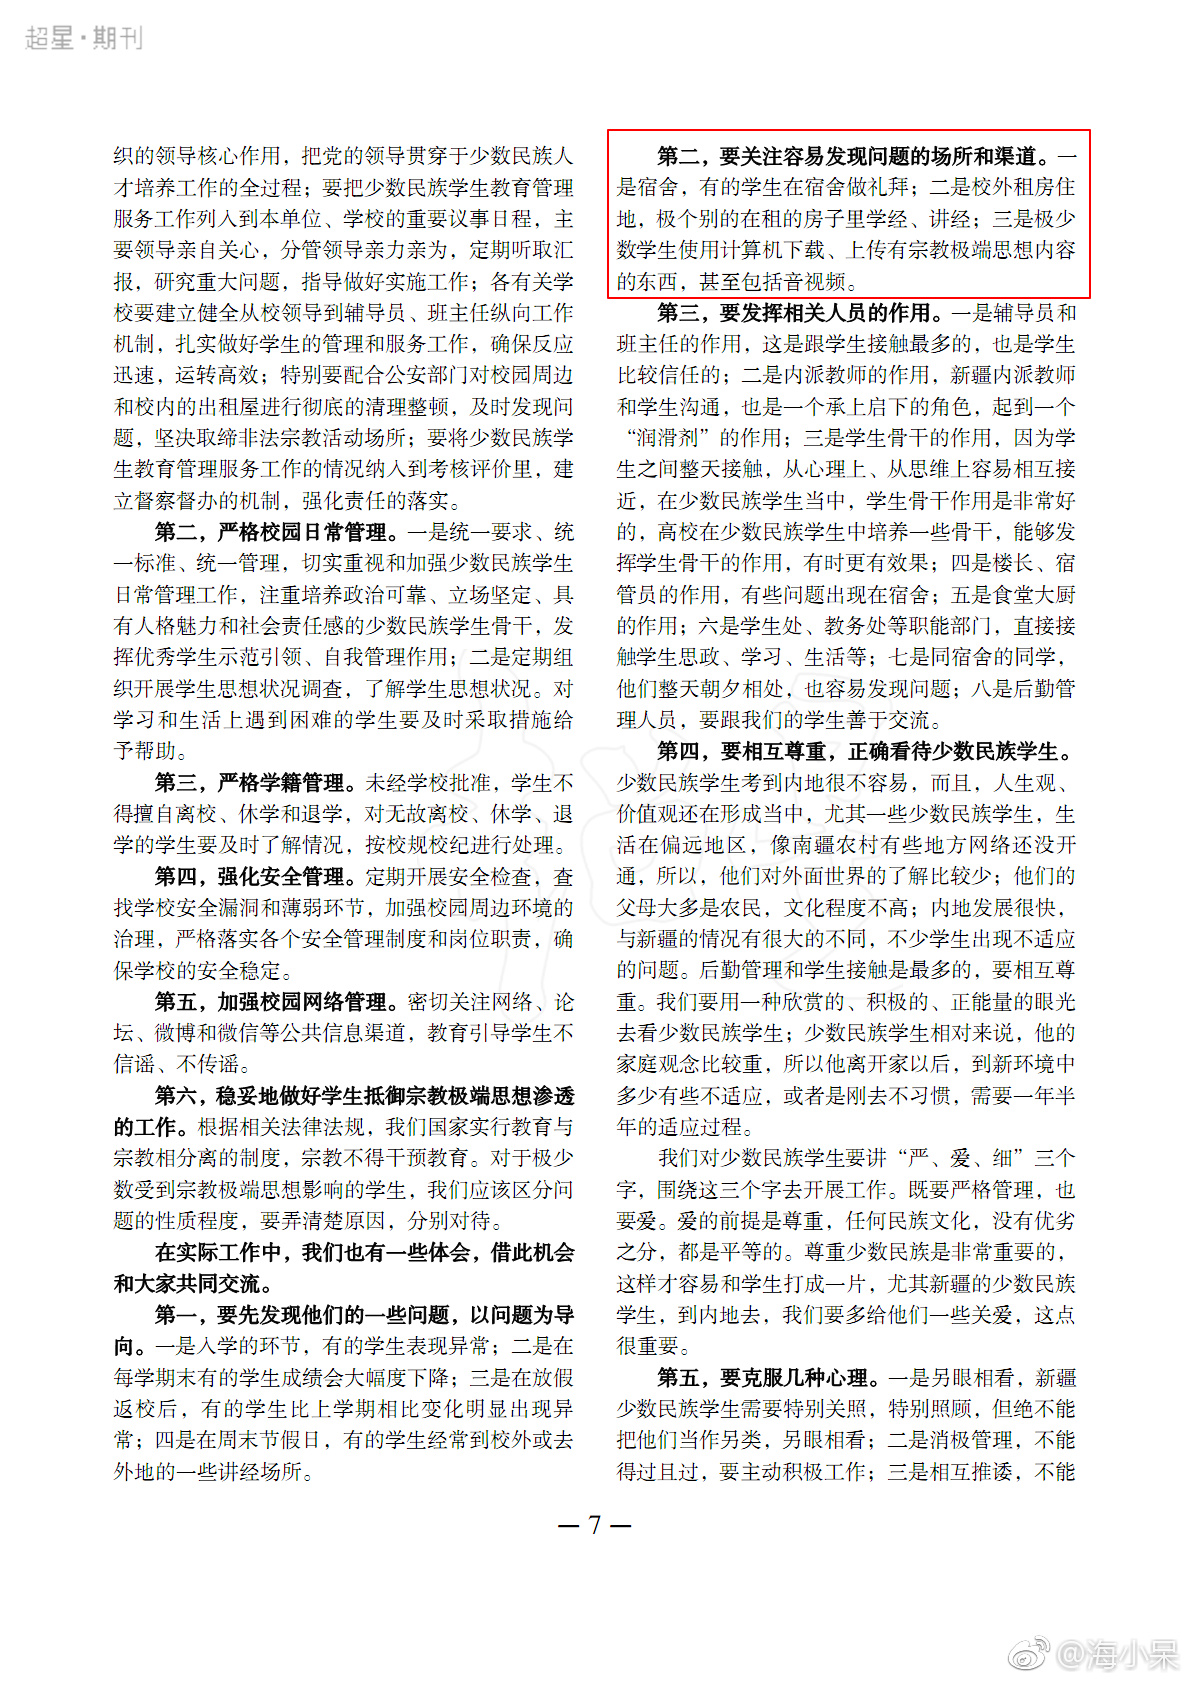 超星·期刊
织的领导核心作用，把党的领导贯穿于少数民族人
才培养工作的全过程；要把少数民族学生教育管理
服务工作列入到本单位、学校的重要议事日程，主
要领导亲自关心，分管领导亲力亲为，定期听取汇
报，研究重大问题，指导做好实施工作；各有关学
校要建立健全从校领导到辅导员、班主任纵向工作
机制，扎实做好学生的管理和服务工作，确保反应
迅速，运转高效；特别要配合公安部门对校园周边
和校内的出租屋进行彻底的清理整顿，及时发现问
题，坚决取缔非法宗教活动场所；要将少数民族学
生教育管理服务工作的情况纳入到考核评价里，建
立督察督办的机制，强化责任的落实。
第二，严格校园日常管理。一是统一要求、统
一标准、统一管理，切实重视和加强少数民族学生
日常管理工作，注重培养政治可靠、立场坚定、具
有人格魅力和社会责任感的少数民族学生骨干，发
挥优秀学生示范引领、自我管理作用；二是定期组
织开展学生思想状况调查，了解学生思想状况。对
学习和生活上遇到困难的学生要及时采取措施给
予帮助。
第三，严格学籍管理。未经学校批准，学生不
得擅自离校、休学和退学，对无故离校、休学、退
学的学生要及时了解情况，按校规校纪进行处理。
第四，强化安全管理。定期开展安全检查，查
找学校安全漏洞和薄弱环节，加强校园周边环境的
治理，严格落实各个安全管理制度和岗位职责，确
保学校的安全稳定。
第五，加强校园网络管理。密切关注网络、论
坛、微博和微信等公共信息渠道，教育引导学生不
信谣、不传谣。
第六，稳妥地做好学生抵御宗教极端思想渗透
的工作。根据相关法律法规，我们国家实行教育与
宗教相分离的制度，宗教不得干预教育。对于极少
数受到宗教极端思想影响的学生，我们应该区分问
题的性质程度，要弄清楚原因，分别对待。
在实际工作中，我们也有一些体会，借此机会
和大家共同交流。
第一，要先发现他们的一些问题，以问题为导
向。一是入学的环节，有的学生表现异常；二是在
每学期末有的学生成绩会大幅度下降；三是在放假
返校后，有的学生比上学期相比变化明显出现异
常；四是在周末节假日，有的学生经常到校外或去
外地的一些讲经场所。
第二，要关注容易发现问题的场所和渠道。一
是宿舍，有的学生在宿舍做礼拜；二是校外租房住
地，极个别的在租的房子里学经、讲经；三是极少
数学生使用计算机下载、上传有宗教极端思想内容
的东西，甚至包括音视频。
第三，要发挥相关人员的作用。一是辅导员和
班主任的作用，这是跟学生接触最多的，也是学生
比较信任的；二是内派教师的作用，新疆内派教师
和学生沟通，也是一个承上启下的角色，起到一个
“润滑剂”的作用；三是学生骨干的作用，因为学
生之间整天接触，从心理上、从思维上容易相互接
近，在少数民族学生当中，学生骨干作用是非常好
的，高校在少数民族学生中培养一些骨干，能够发
挥学生骨干的作用，有时更有效果；四是楼长、宿
管员的作用，有些问题出现在宿舍；五是食堂大厨
的作用；六是学生处、教务处等职能部门，直接接
触学生思政、学习、生活等；七是同宿舍的同学，
他们整天朝夕相处，也容易发现问题；八是后勤管
理人员，要跟我们的学生善于交流。
第四，要相互尊重，正确看待少数民族学生。
少数民族学生考到内地很不容易，而且，人生观、
价值观还在形成当中，尤其一些少数民族学生，生
活在偏远地区，像南疆农村有些地方网络还没开
通，所以，他们对外面世界的了解比较少；他们的
父母大多是农民，文化程度不高；内地发展很快，
与新疆的情况有很大的不同，不少学生出现不适应
的问题。后勤管理和学生接触是最多的，要相互尊
重。我们要用一种欣赏的、积极的、正能量的眼光
去看少数民族学生；少数民族学生相对来说，他的
家庭观念比较重，所以他离开家以后，到新环境中
多少有些不适应，或者是刚去不习惯，需要一年半
年的适应过程。
我们对少数民族学生要讲“严、爱、细”三个
字，围绕这三个字去开展工作。既要严格管理，也
要爱。爱的前提是尊重，任何民族文化，没有优劣
之分，都是平等的。尊重少数民族是非常重要的，
这样才容易和学生打成一片，尤其新疆的少数民族
学生，到内地去，我们要多给他们一些关爱，这点
很重要。
第五，要克服几种心理。一是另眼相看，新疆
少数民族学生需要特别关照，特别照顾，但绝不能
把他们当作另类，另眼相看；二是消极管理，不能
得过且过，要主动积极工作；三是相互推诿，不能
— 7 —
@海小呆